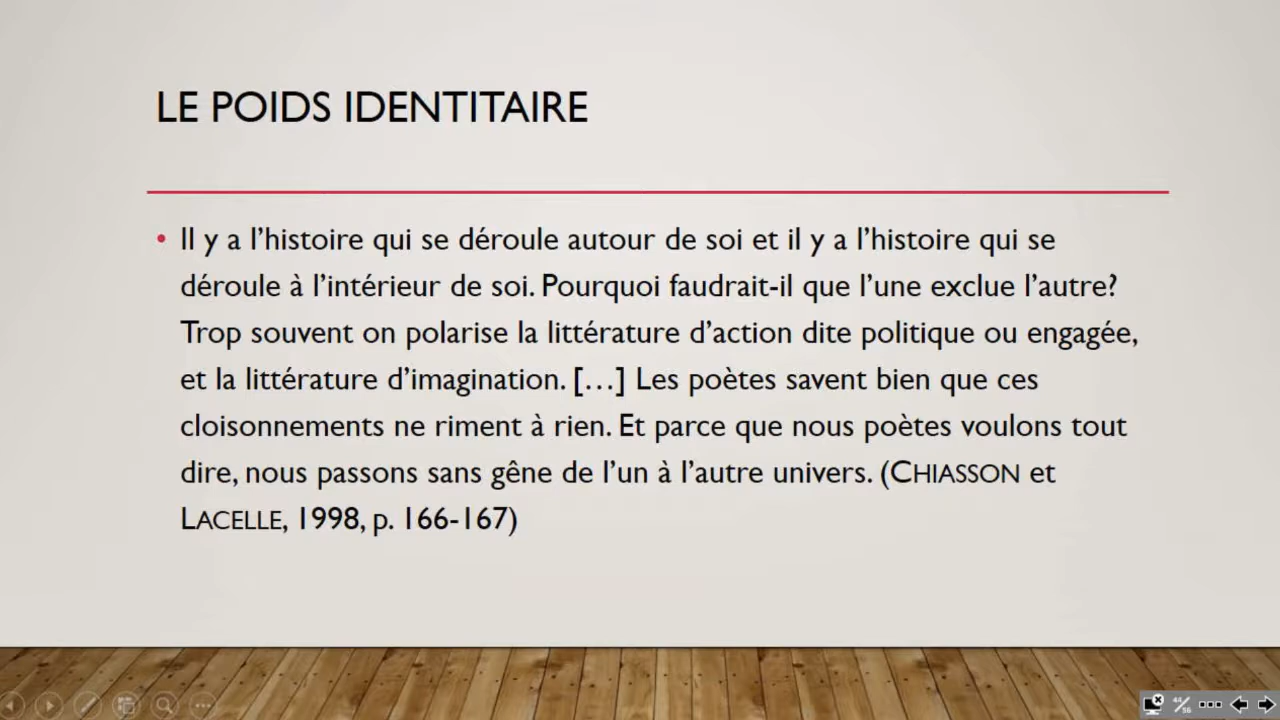 LE POIDS IDENTITAIRE
• Il y a l’histoire qui se déroule autour de soi et il y a l’histoire qui se
déroule à l’intérieur de soi. Pourquoi faudrait-il que l’une exclue l’autre?
Trop souvent on polarise la littérature d’action dite politique ou engagée,
et la littérature d’imagination. […] Les poètes savent bien que ces
cloisonnements ne riment à rien. Et parce que nous poètes voulons tout
dire, nous passons sans gêne de l’un à l’autre univers. (CHIASSON et
LACELLE, 1998, p. 166-167)